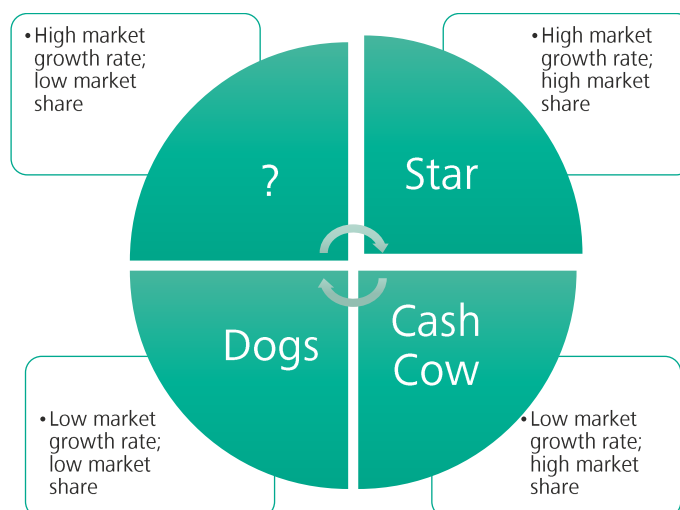 • High market
growth rate;
low market
share
• High market
growth rate;
high market
share
?
Star
Dogs
Cash
Cow
• Low market
growth rate;
low market
share
• Low market
growth rate;
high market
share